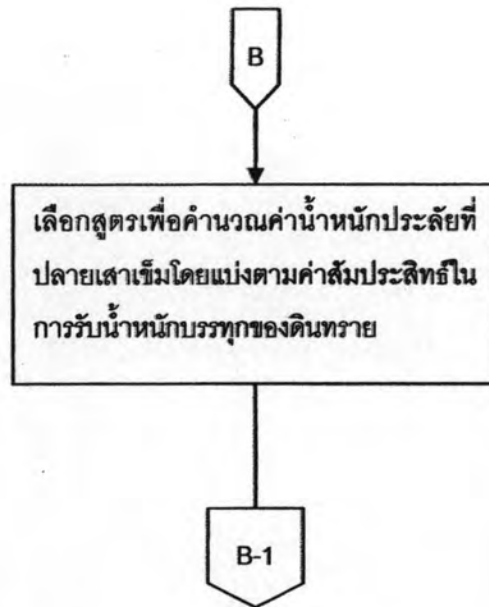 B
เลือกสูตรเพื่อคำนวณค่าน้ำหนักประลัยที่
ปลายเสาเข็มโดยแบ่งตามค่าสัมประสิทธ์ใน
การรับน้ำหนักบรรทุกของดินทราย
B-1